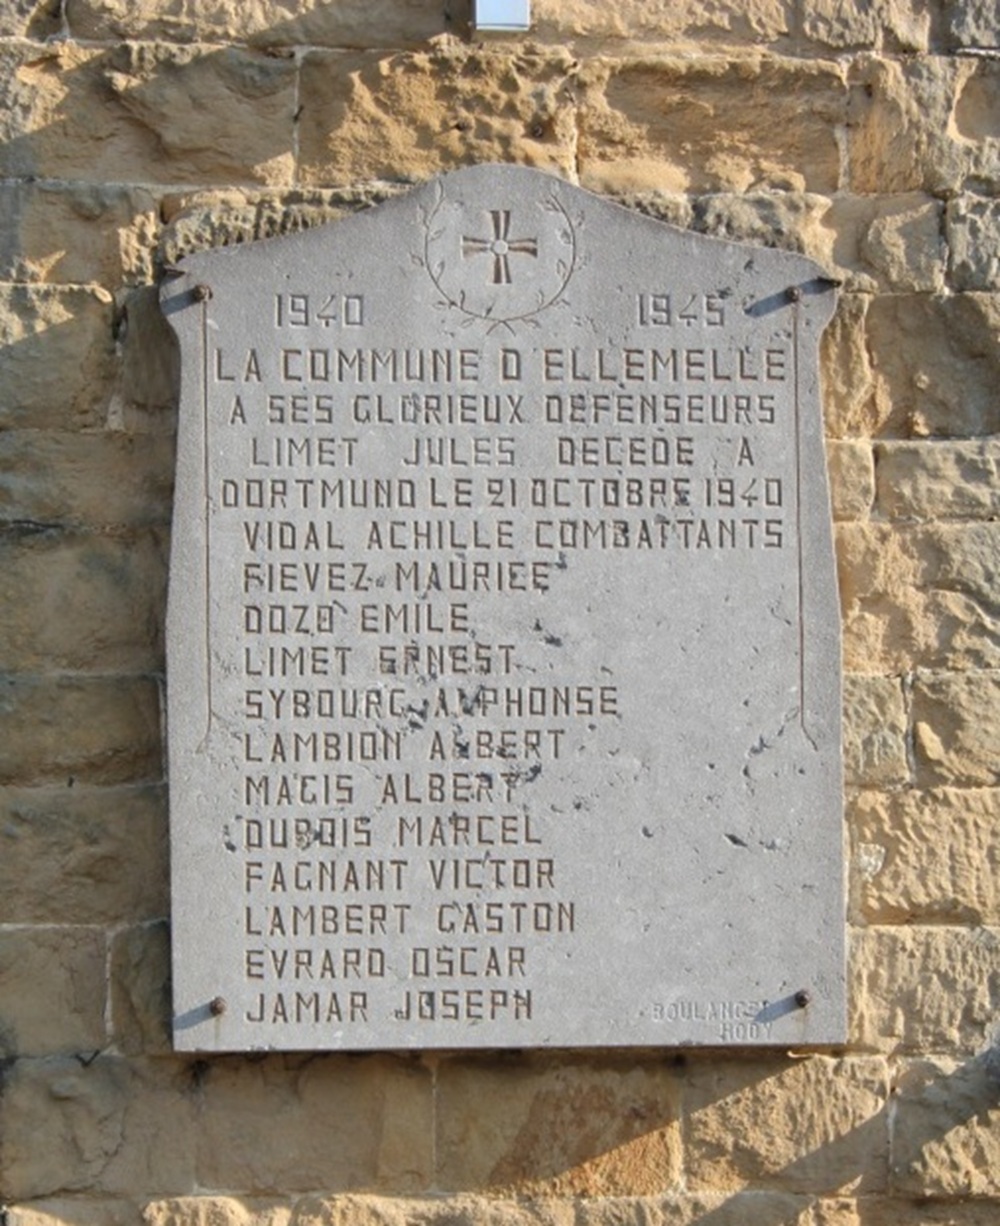 1940 1945
LA COMMUNE D'ELLEMELLE
A SES GLORIEUX DEFENSEURS
LIMET JULES DECEDE A
DORTMUND LE 21 OCTOBRE 1940
VIDAL ACHILLE COMBATTANTS
FIEVEZ MAURICE
DOZO EMILE
LIMET ERNEST
SYBOURG ALPHONSE
LAMBION ALBERT
MAGIS ALBERT
DUBOIS MARCEL
FAGNANT VICTOR
LAMBERT GASTON
EVRARD OSCAR
JAMAR JOSEPH
BOULANGER
HODY